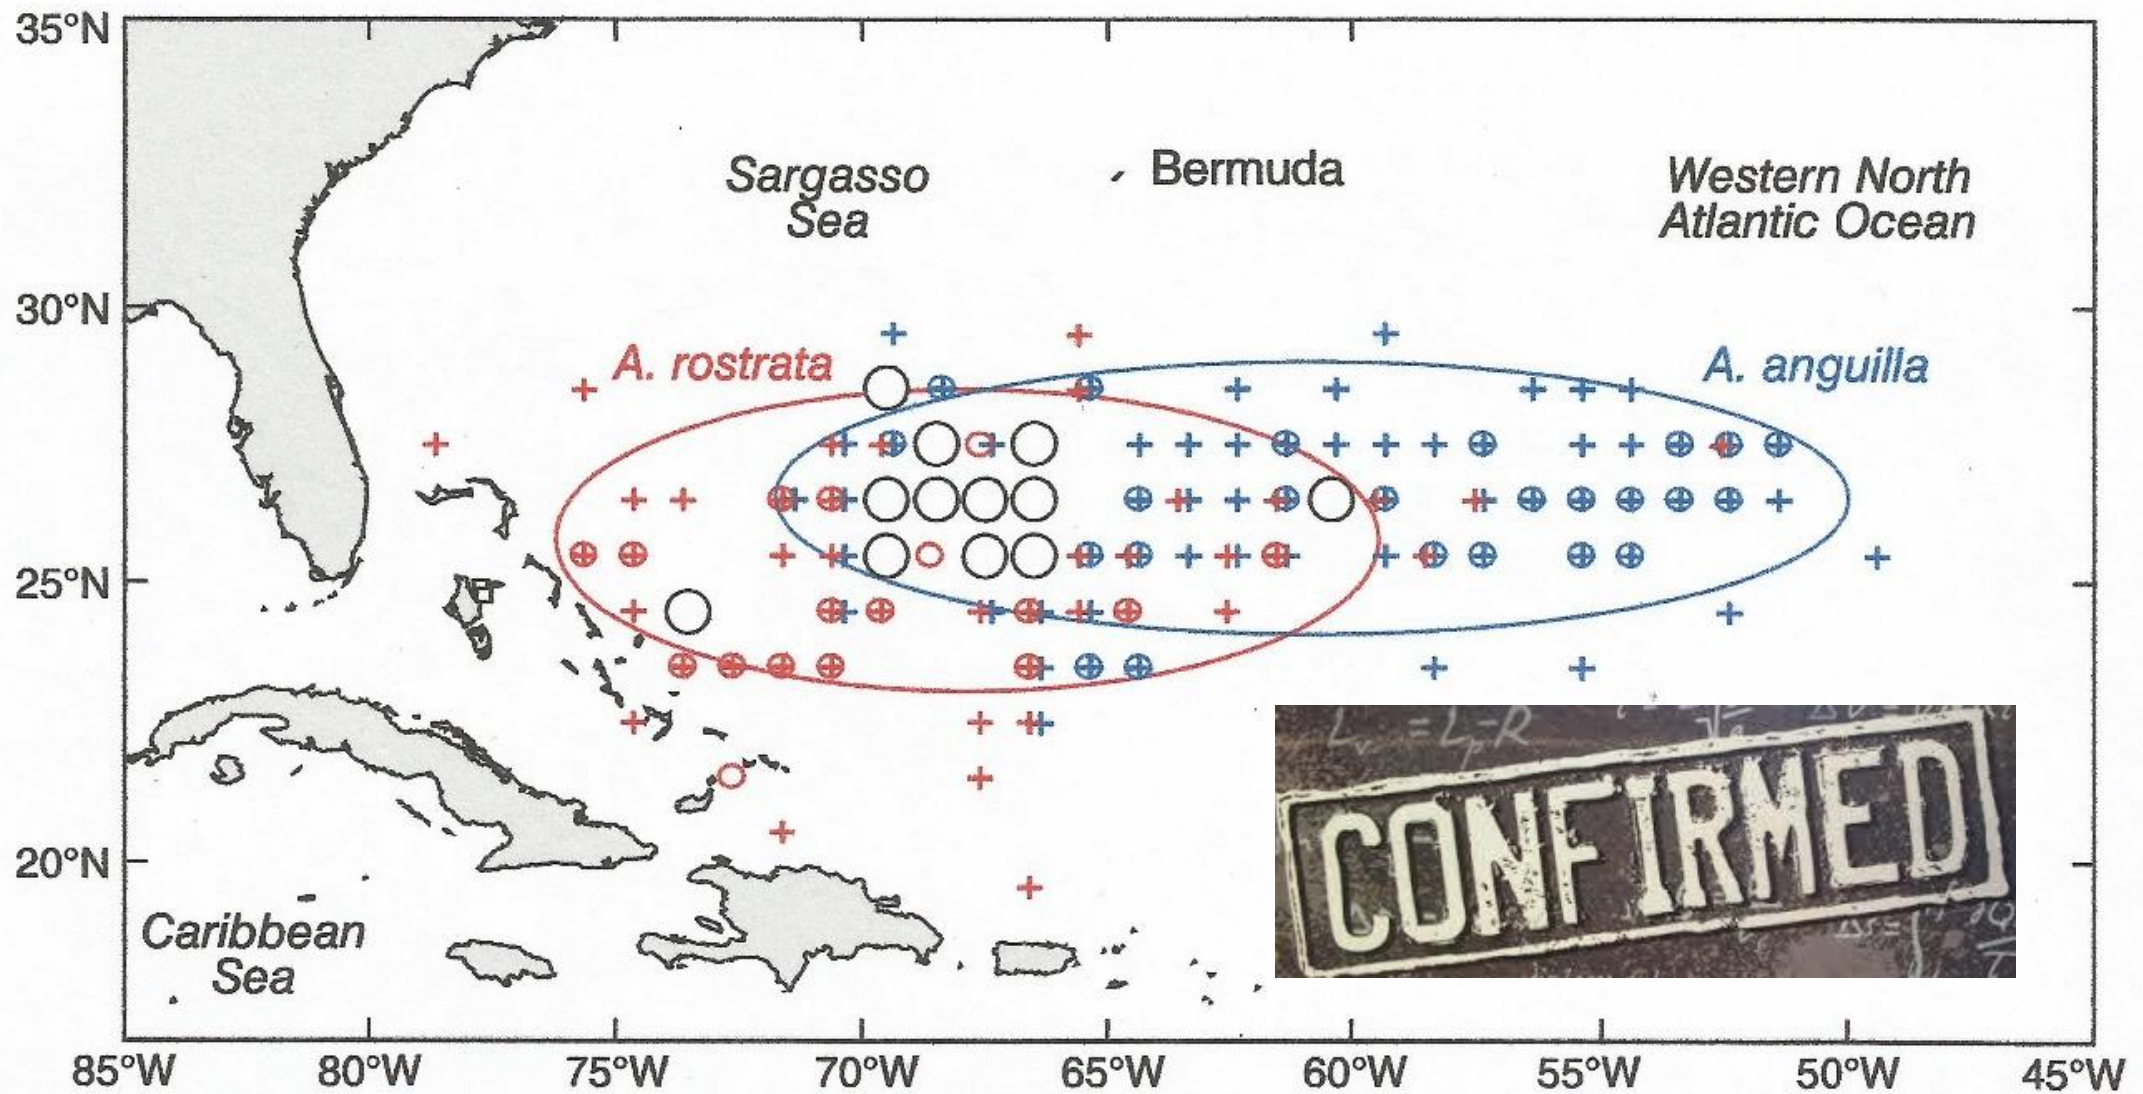 35°N
Sargasso
Sea
Bermuda
Western North
Atlantic Ocean
30°N
A. rostrata
A. anguilla
25°N
20°N
Caribbean
Sea
CONFIRMED
85°W 80°W 75°W 70°W 65°W 60°W 55°W 50°W 45°W